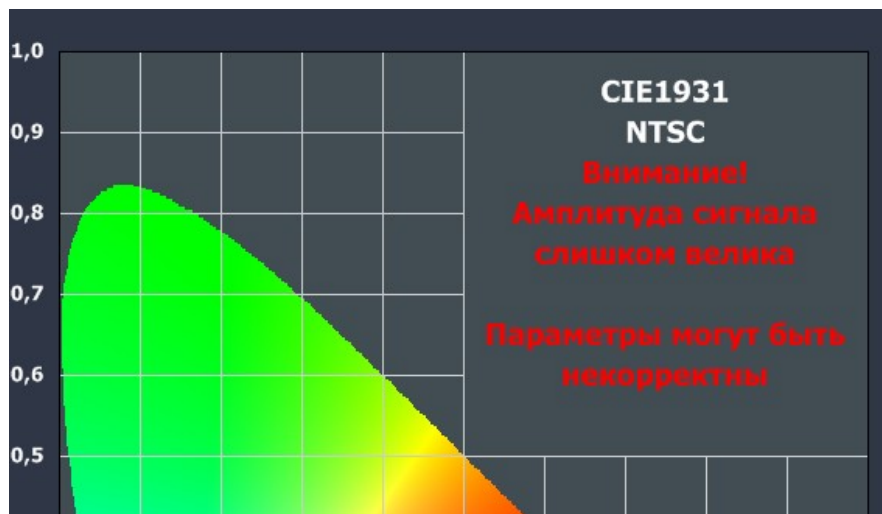 1,0
CIE1931
NTSC
0,9
Внимание!
0,8
Амплитуда сигнала
слишком велика
0,7
Параметры могут быть
0,6
некорректны
0,5